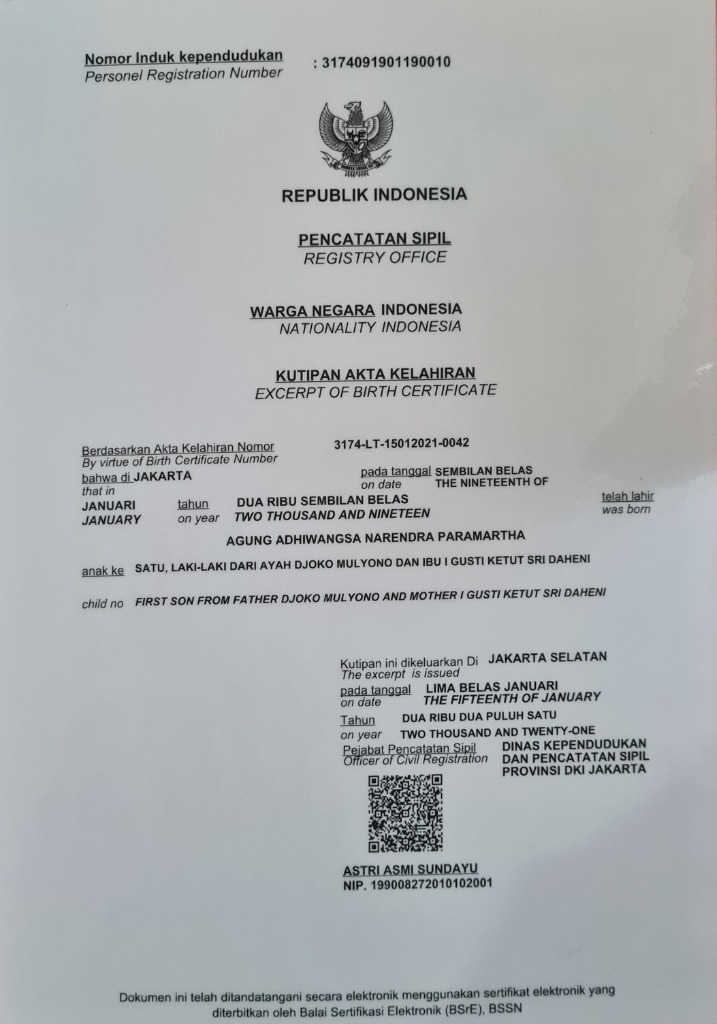 Nomor Induk kependudukan : 3174091901190010
Personel Registration Number
REPUBLIK INDONESIA
PENCATATAN SIPIL
REGISTRY OFFICE
WARGA NEGARA INDONESIA
NATIONALITY INDONESIA
KUTIPAN AKTA KELAHIRAN
EXCERPT OF BIRTH CERTIFICATE
Berdasarkan Akta Kelahiran Nomor 3174-LT-15012021-0042
By virtue of Birth Certificate Number
bahwa di JAKARTA pada tanggal SEMBILAN BELAS
that in on date THE NINETEENTH OF
JANUARI tahun DUA RIBU SEMBILAN BELAS telah lahir
JANUARY on year TWO THOUSAND AND NINETEEN was born
AGUNG ADHIWANGSA NARENDRA PARAMARTHA
anak ke SATU, LAKI-LAKI DARI AYAH DJOKO MULYONO DAN IBU I GUSTI KETUT SRI DAHENI
child no FIRST SON FROM FATHER DJOKO MULYONO AND MOTHER I GUSTI KETUT SRI DAHENI
Kutipan ini dikeluarkan Di JAKARTA SELATAN
The excerpt is issued
pada tanggal LIMA BELAS JANUARI
on date THE FIFTEENTH OF JANUARY
Tahun DUA RIBU DUA PULUH SATU
on year TWO THOUSAND AND TWENTY-ONE
Pejabat Pencatatan Sipil DINAS KEPENDUDUKAN
Officer of Civil Registration DAN PENCATATAN SIPIL
PROVINSI DKI JAKARTA
ASTRI ASMI SUNDAYU
NIP. 199008272010102001
Dokumen ini telah ditandatangani secara elektronik menggunakan sertifikat elektronik yang
diterbitkan oleh Balai Sertifikasi Elektronik (BSrE), BSSN